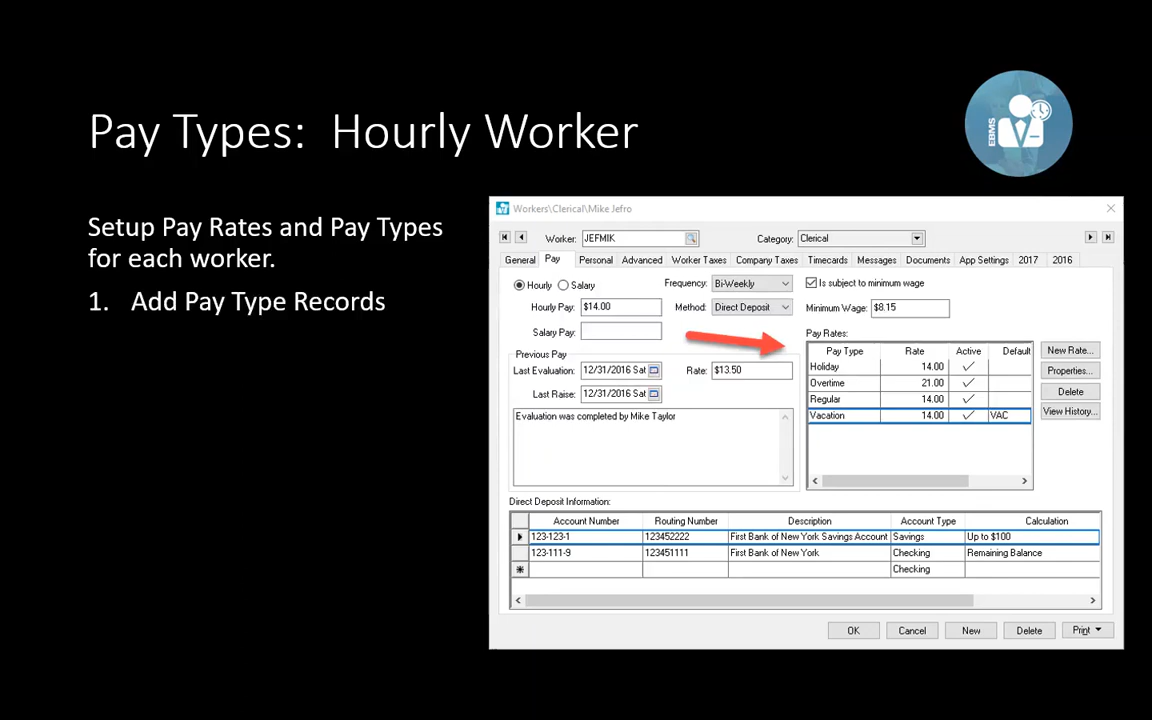 Pay Types: Hourly Worker
EBMS
Setup Pay Rates and Pay Types
for each worker.
1. Add Pay Type Records
Workers\Clerical\Mike Jefro
Worker: JEFMIK Category: Clerical
General Pay Personal Advanced Worker Taxes Company Taxes Timecards Messages Documents App Settings 2017 2016
Hourly Salary Frequency: Bi-Weekly Is subject to minimum wage
Hourly Pay: $14.00 Method: Direct Deposit Minimum Wage: $8.15
Salary Pay:
Pay Rates:
Previous Pay
Last Evaluation: 12/31/2016 Sat Rate: $13.50
Last Raise: 12/31/2016 Sat
Evaluation was completed by Mike Taylor
Pay Type Rate Active Default
Holiday 14.00
Overtime 21.00
Regular 14.00
Vacation 14.00 VAC
New Rate...
Properties...
Delete
View History...
Direct Deposit Information:
Account Number Routing Number Description Account Type Calculation
123-123-1 123452222 First Bank of New York Savings Account Savings Up to $100
123-111-9 123451111 First Bank of New York Checking Remaining Balance
Checking
OK Cancel New Delete Print